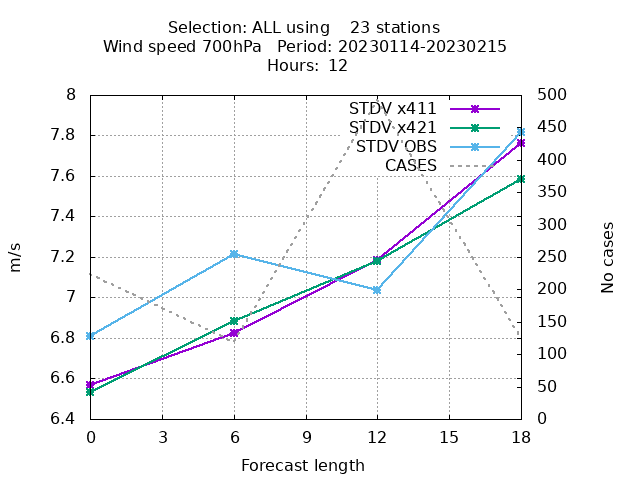 Selection: ALL using    23 stations
Wind speed 700hPa   Period: 20230114-20230215
Hours:  12
STDV x411
STDV x421
STDV OBS
CASES
8
7.8
7.6
7.4
7.2
7
6.8
6.6
6.4
m/s
500
450
400
350
300
250
200
150
100
50
0
No cases
0 3 6 9 12 15 18
Forecast length